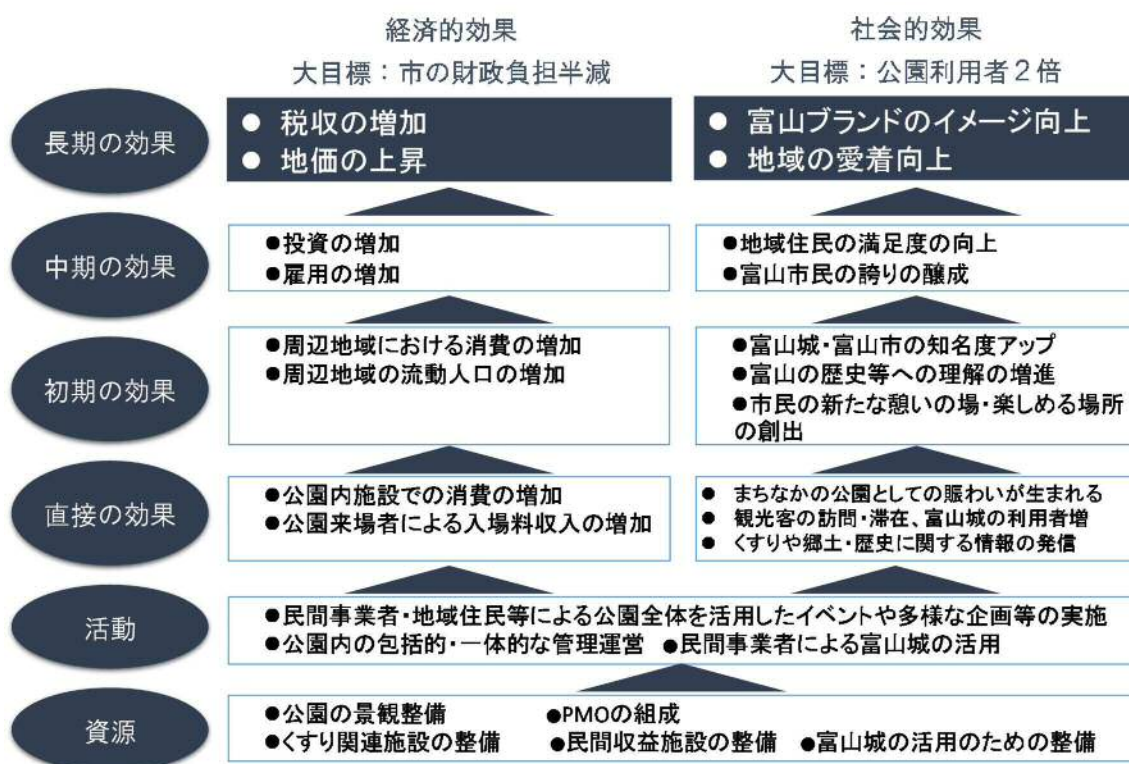 経済的効果
大目標：市の財政負担半減
社会的効果
大目標：公園利用者２倍
長期の効果
● 税収の増加
● 地価の上昇
● 富山ブランドのイメージ向上
● 地域の愛着向上
中期の効果
●投資の増加
●雇用の増加
●地域住民の満足度の向上
●富山市民の誇りの醸成
初期の効果
●周辺地域における消費の増加
●周辺地域の流動人口の増加
●富山城・富山市の知名度アップ
●富山の歴史等への理解の増進
●市民の新たな憩いの場・楽しめる場所
の創出
直接の効果
●公園内施設での消費の増加
●公園来場者による入場料収入の増加
● まちなかの公園としての賑わいが生まれる
● 観光客の訪問・滞在、富山城の利用者増
● くすりや郷土・歴史に関する情報の発信
活動
●民間事業者・地域住民等による公園全体を活用したイベントや多様な企画等の実施
●公園内の包括的・一体的な管理運営 ●民間事業者による富山城の活用
資源
●公園の景観整備 ●PMOの組成
●くすり関連施設の整備 ●民間収益施設の整備 ●富山城の活用のための整備